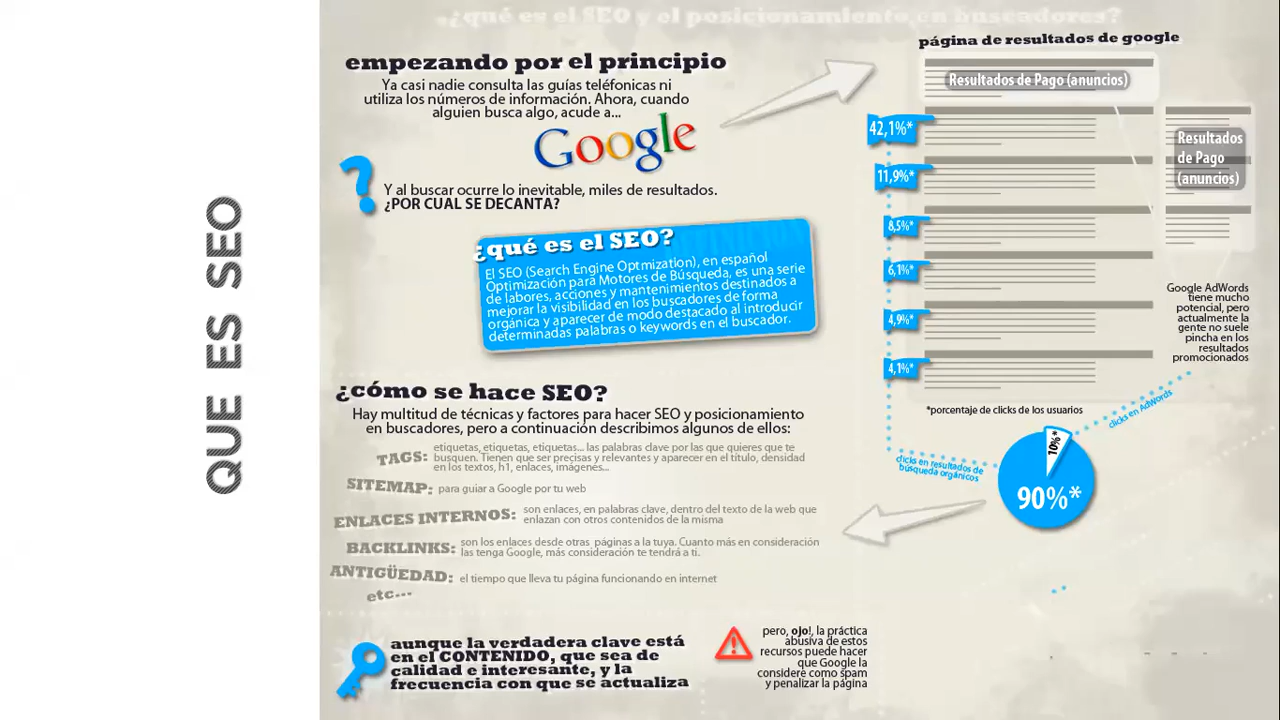 QUE ES SEO
¿qué es el SEO y el posicionamiento en buscadores?
empezando por el principio
Ya casi nadie consulta las guías teléfonicas ni
utiliza los números de información. Ahora, cuando
alguien busca algo, acude a...
Google
?
Y al buscar ocurre lo inevitable, miles de resultados.
¿POR CUAL SE DECANTA?
¿qué es el SEO?
El SEO (Search Engine Optmization), en español
Optimización para Motores de Búsqueda, es una serie
de labores, acciones y mantenimientos destinados a
mejorar la visibilidad en los buscadores de forma
orgánica y aparecer de modo destacado al introducir
determinadas palabras o keywords en el buscador.
página de resultados de google
Resultados de Pago (anuncios)
Resultados
de Pago
(anuncios)
42,1%*
11,9%*
8,5%*
6,1%*
4,9%*
4,1%*
Google AdWords
tiene mucho
potencial, pero
actualmente la
gente no suele
pincha en los
resultados
promocionados
*porcentaje de clicks de los usuarios
clicks en AdWords
clicks en resultados de
búsqueda orgánicos
10%*
90%*
¿cómo se hace SEO?
Hay multitud de técnicas y factores para hacer SEO y posicionamiento
en buscadores, pero a continuación describimos algunos de ellos:
TAGS: etiquetas, etiquetas, etiquetas... las palabras clave por las que quieres que te
busquen. Tienen que ser precisas y relevantes y aparecer en el título, densidad
en los textos, h1, enlaces, imágenes...
SITEMAP: para guiar a Google por tu web
ENLACES INTERNOS: son enlaces, en palabras clave, dentro del texto de la web que
enlazan con otros contenidos de la misma
BACKLINKS: son los enlaces desde otras páginas a la tuya. Cuanto más en consideración
las tenga Google, más consideración te tendrá a ti.
ANTIGÜEDAD: el tiempo que lleva tu página funcionando en internet
etc...
aunque la verdadera clave está
en el CONTENIDO, que sea de
calidad e interesante, y la
frecuencia con que se actualiza
pero, ojo!, la práctica
abusiva de estos
recursos puede hacer
que Google la
considere como spam
y penalizar la página